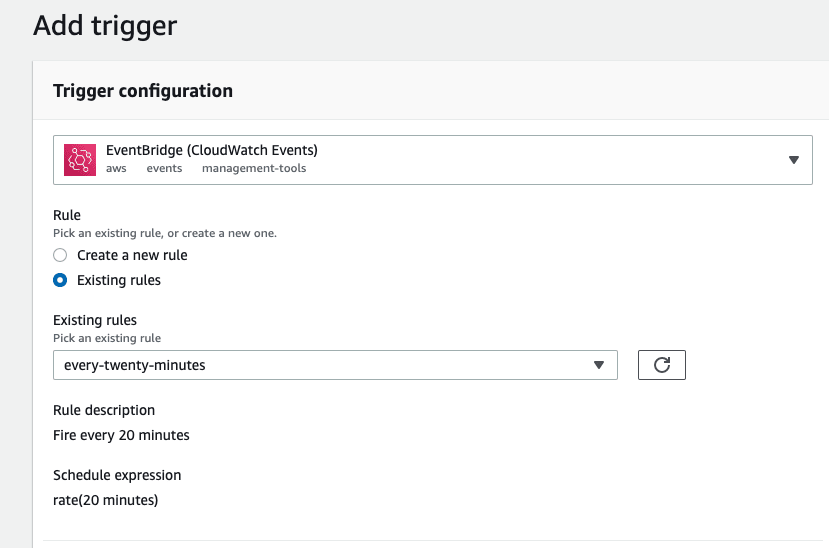 Add trigger
Trigger configuration
EventBridge (CloudWatch Events)
aws events management-tools
Rule
Pick an existing rule, or create a new one.
Create a new rule
Existing rules
Existing rules
Pick an existing rule
every-twenty-minutes
Rule description
Fire every 20 minutes
Schedule expression
rate(20 minutes)